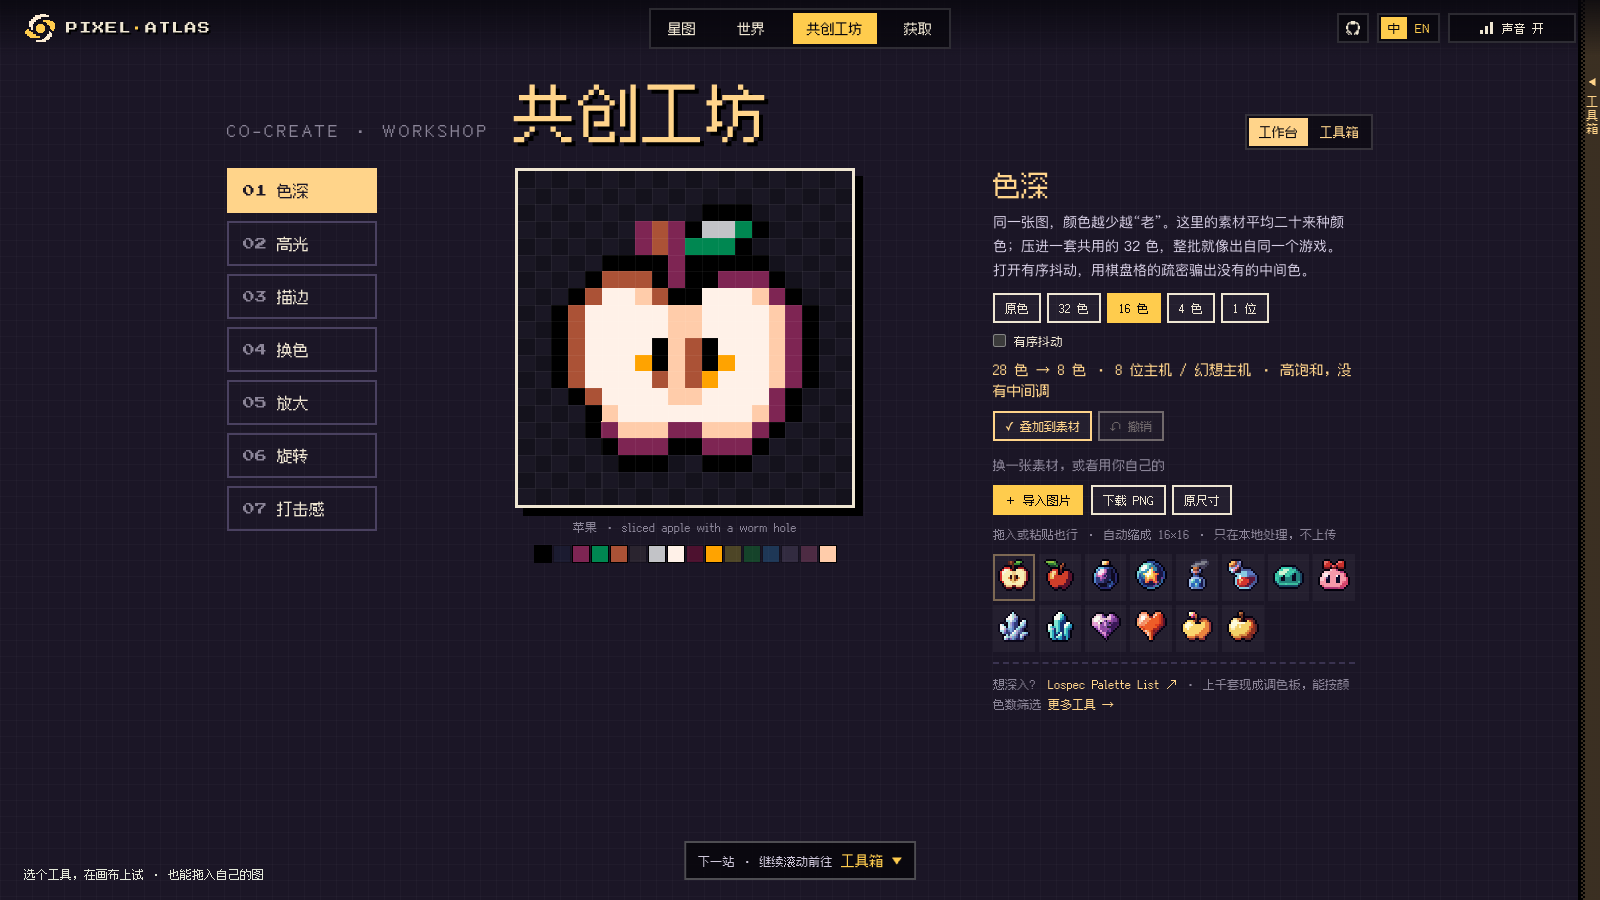 PIXEL·ATLAS
星图 世界 共创工坊 获取
中 EN
声音 开
工具箱
CO-CREATE · WORKSHOP
共创工坊
工作台 工具箱
01 色深
02 高光
03 描边
04 换色
05 放大
06 旋转
07 打击感
苹果 · sliced apple with a worm hole
色深
同一张图，颜色越少越“老”。这里的素材平均二十来种颜
色；压进一套共用的 32 色，整批就像出自同一个游戏。
打开有序抖动，用棋盘格的疏密骗出没有的中间色。
原色 32 色 16 色 4 色 1 位
有序抖动
28 色 → 8 色 · 8 位主机 / 幻想主机 · 高饱和，没
有中间调
✓ 叠加到素材 撤销
换一张素材，或者用你自己的
+ 导入图片 下载 PNG 原尺寸
拖入或粘贴也行 · 自动缩成 16×16 · 只在本地处理，不上传
想深入？ Lospec Palette List ↗ · 上千套现成调色板，能按颜
色数筛选 更多工具 →
下一站 · 继续滚动前往 工具箱 ▼
选个工具，在画布上试 · 也能拖入自己的图